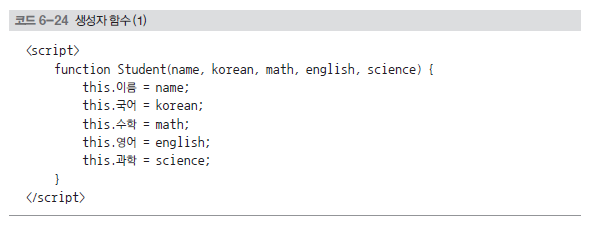 코드 6-24 생성자 함수(1)
<script>
function Student(name, korean, math, english, science) {
this.이름 = name;
this.국어 = korean;
this.수학 = math;
this.영어 = english;
this.과학 = science;
}
</script>